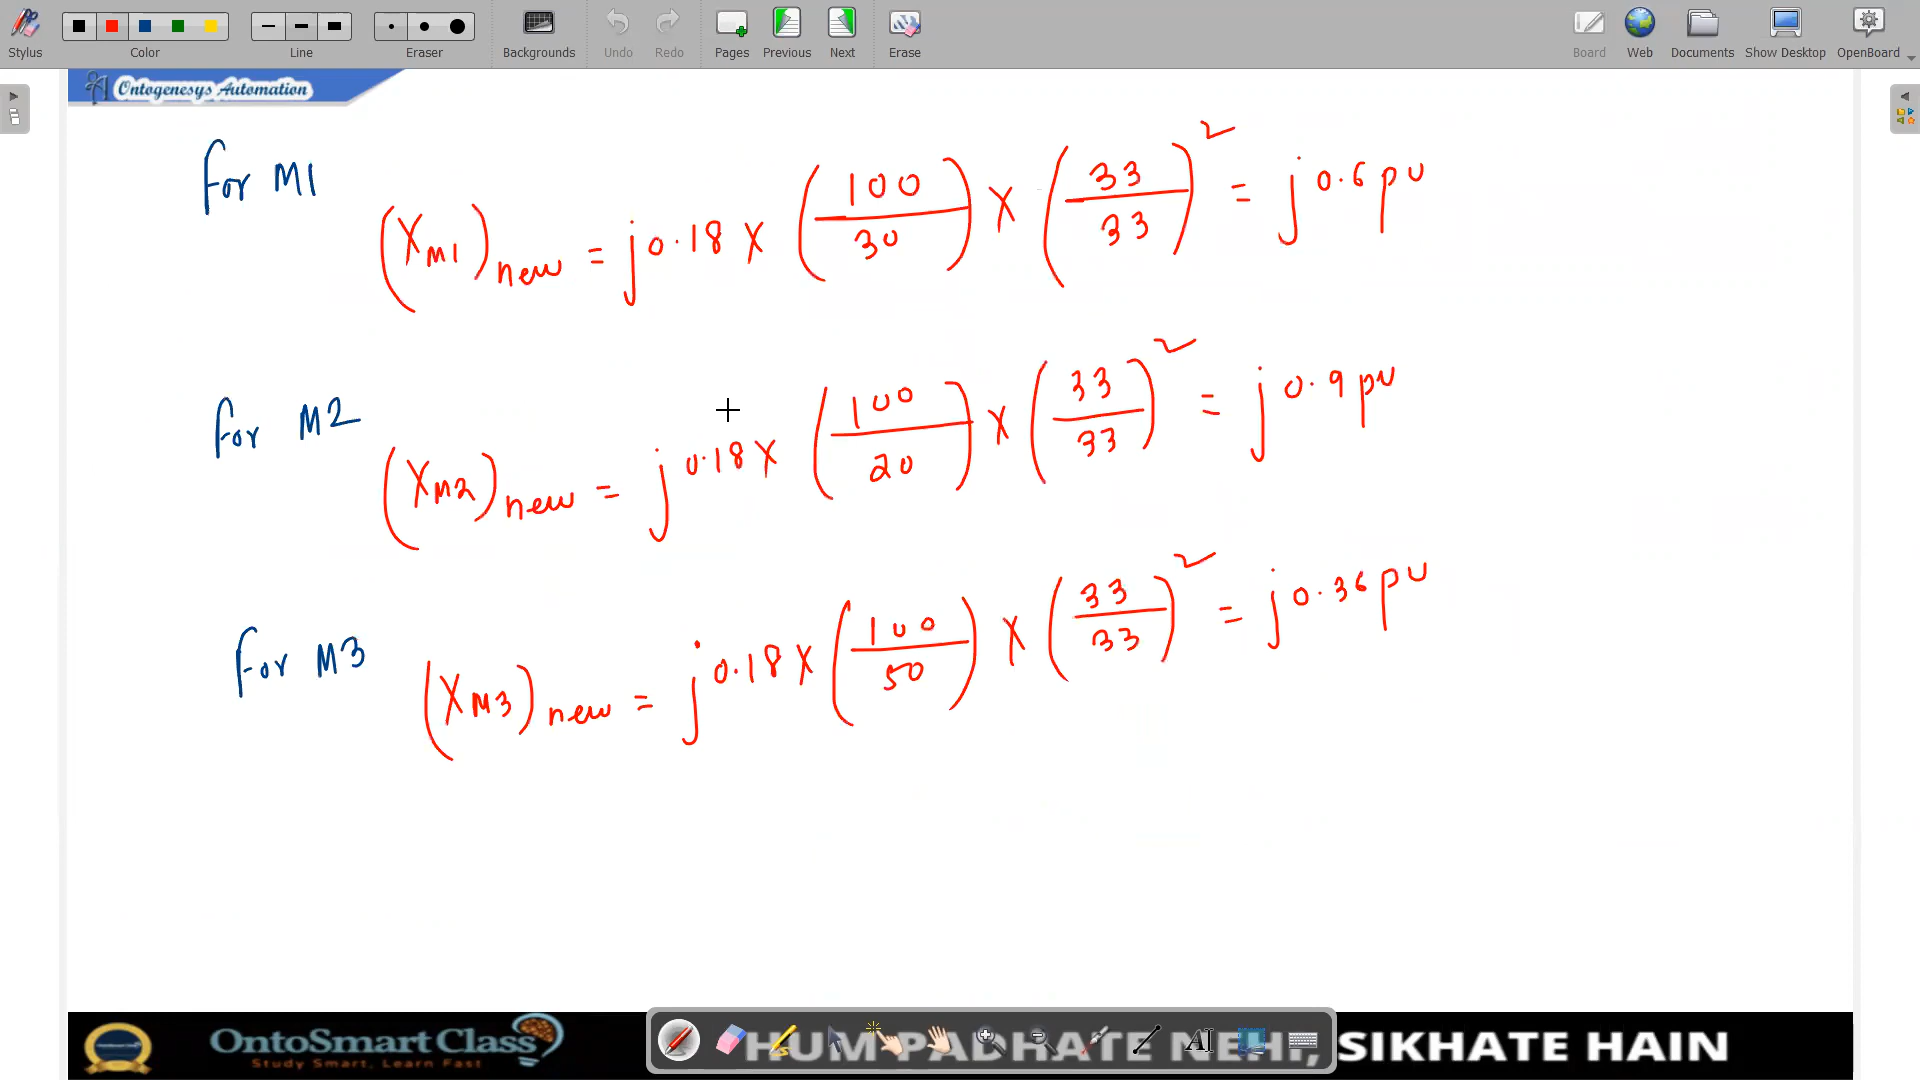 Stylus Color Line Eraser Backgrounds Undo Redo Pages Previous Next Erase Board Web Documents Show Desktop OpenBoard
Ontogenesys Automation
For M1
(XM1)new = j0.18 X (100/30) X (33/33)² = j0.6 pu
For M2
(XM2)new = j0.18 X (100/20) X (33/33)² = j0.9 pu
For M3
(XM3)new = j0.18 X (100/50) X (33/33)² = j0.36 pu
OntoSmart Class
Study Smart, Learn Fast
HUM PADHATE NEHI, SIKHATE HAIN